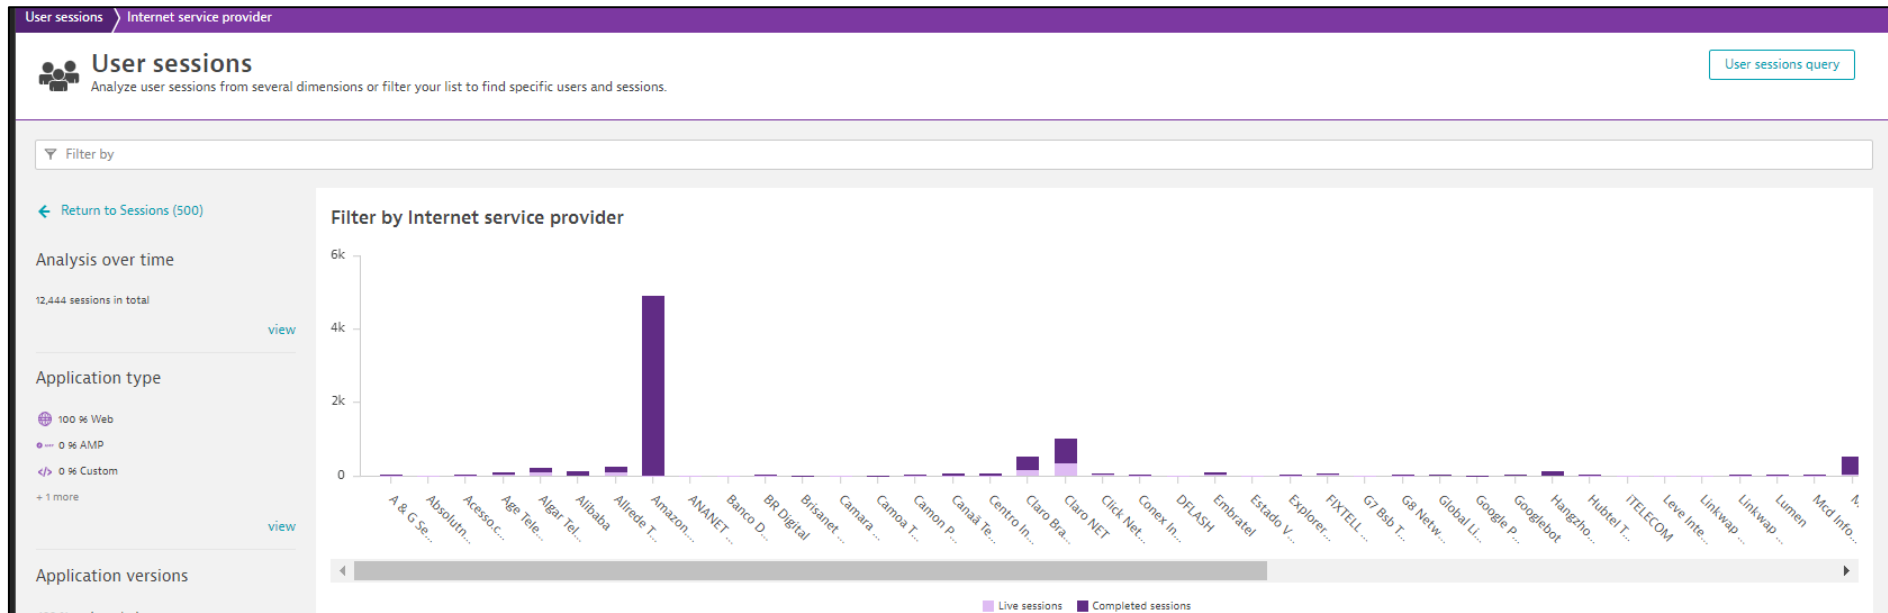 User sessions
Internet service provider
User sessions
Analyze user sessions from several dimensions or filter your list to find specific users and sessions.
User sessions query
Filter by
Return to Sessions (500)
Analysis over time
12,444 sessions in total
view
Application type
100 % Web
0 % AMP
0 % Custom
+ 1 more
view
Application versions
Filter by Internet service provider
6k
4k
2k
0
A & G Se...
Absolutn...
Acesso.c...
Age Tele...
Algar Tel...
Alibaba
Allrede T...
Amazon....
ANANET ...
Banco D...
BR Digital
Brisanet ...
Camara ...
Camoa T...
Camon P...
Canaã Te...
Centro In...
Claro Bra...
Claro NET
Click Net...
Conex In...
DFLASH
Embratel
Estado V...
Explorer ...
FIXTELL ...
G7 Bsb T...
G8 Netw...
Global Li...
Google P...
Googlebot
Hangzho...
Hubtel T...
iTELECOM
Leve Inte...
Linkwap ...
Linkwap ...
Lumen
Mcd Info...
Live sessions
Completed sessions